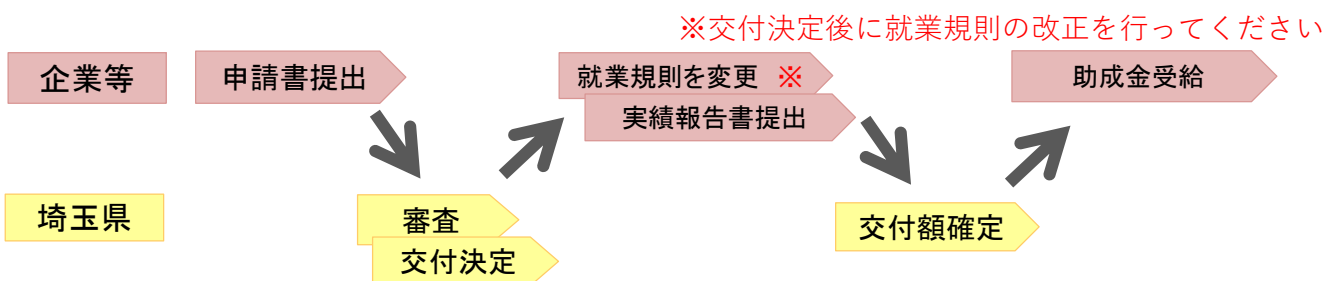 ※交付決定後に就業規則の改正を行ってください
企業等
申請書提出
就業規則を変更 ※
実績報告書提出
助成金受給
埼玉県
審査
交付決定
交付額確定